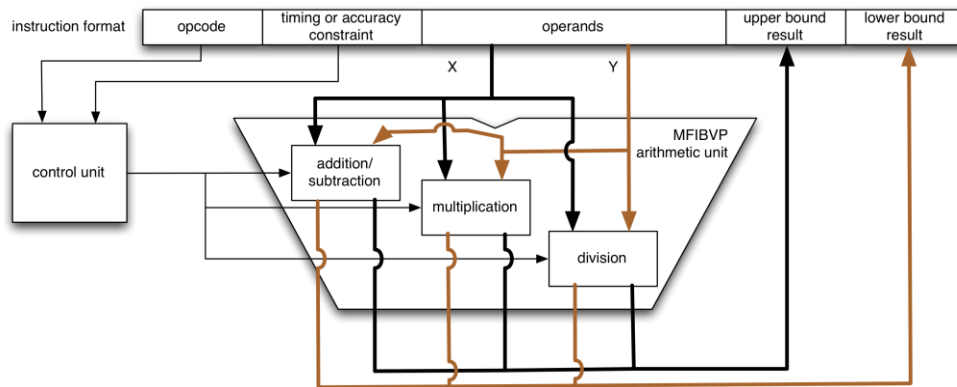 instruction format
opcode
timing or accuracy
constraint
operands
upper bound
result
lower bound
result
X
Y
MFIBVP
arithmetic unit
control unit
addition/
subtraction
multiplication
division